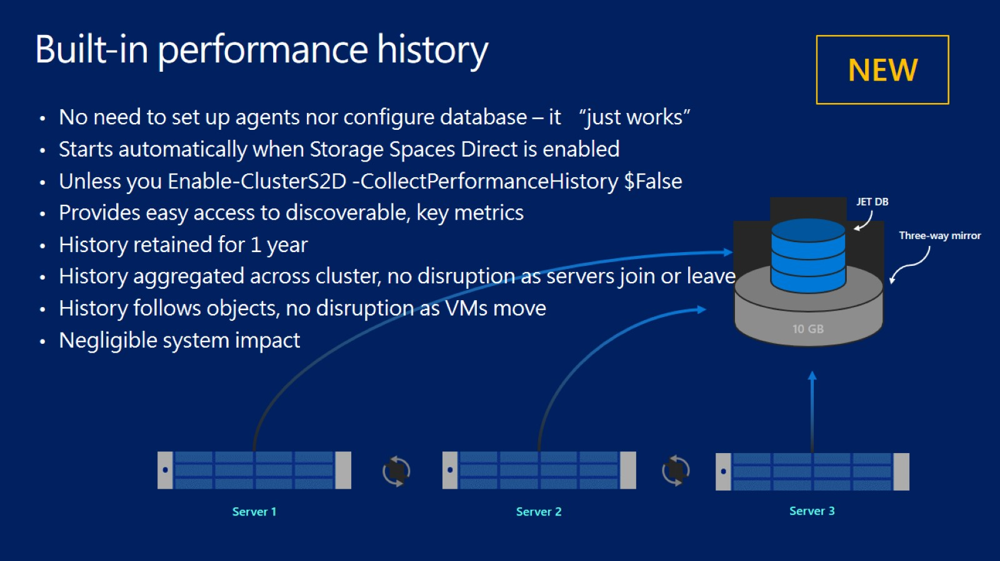 Built-in performance history
NEW
• No need to set up agents nor configure database – it “just works”
• Starts automatically when Storage Spaces Direct is enabled
• Unless you Enable-ClusterS2D -CollectPerformanceHistory $False
• Provides easy access to discoverable, key metrics
• History retained for 1 year
• History aggregated across cluster, no disruption as servers join or leave
• History follows objects, no disruption as VMs move
• Negligible system impact
JET DB
Three-way mirror
10 GB
Server 1
Server 2
Server 3